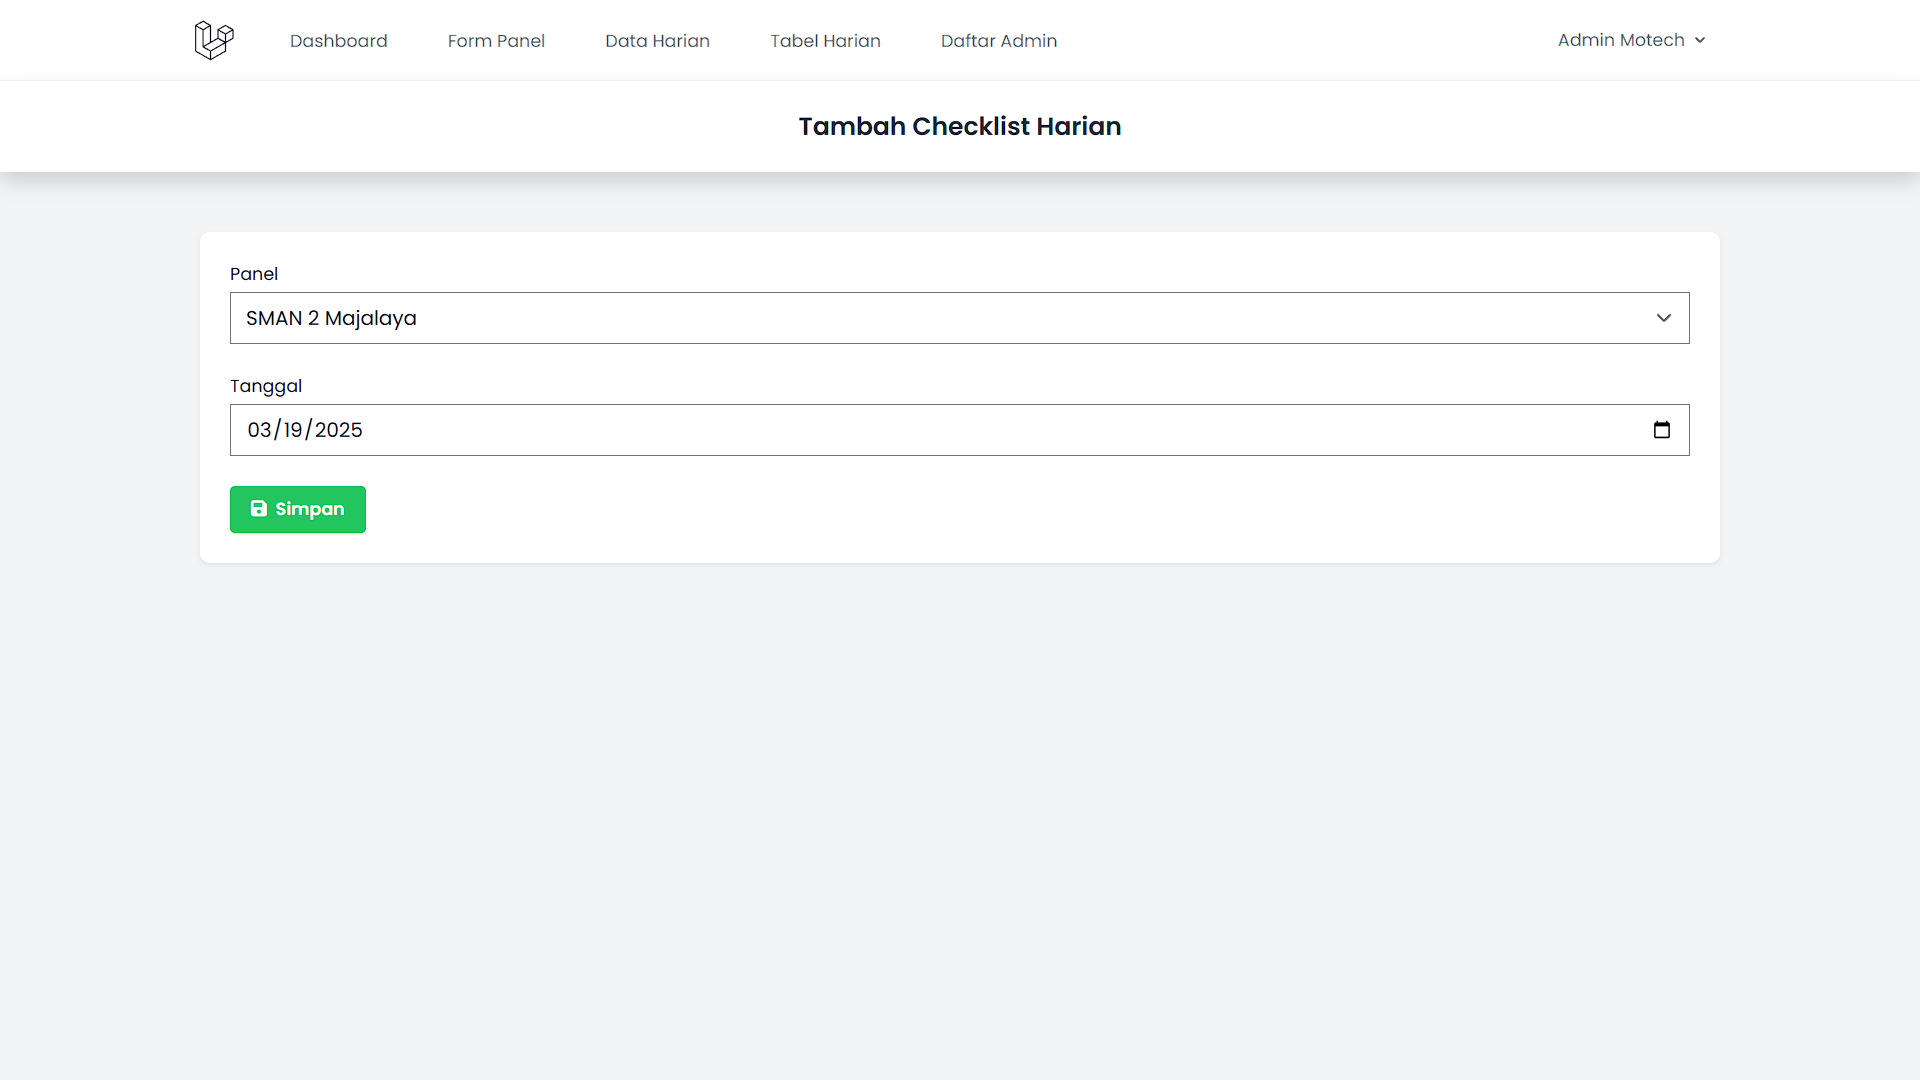 Dashboard Form Panel Data Harian Tabel Harian Daftar Admin Admin Motech
Tambah Checklist Harian
Panel
SMAN 2 Majalaya
Tanggal
03/19/2025
Simpan